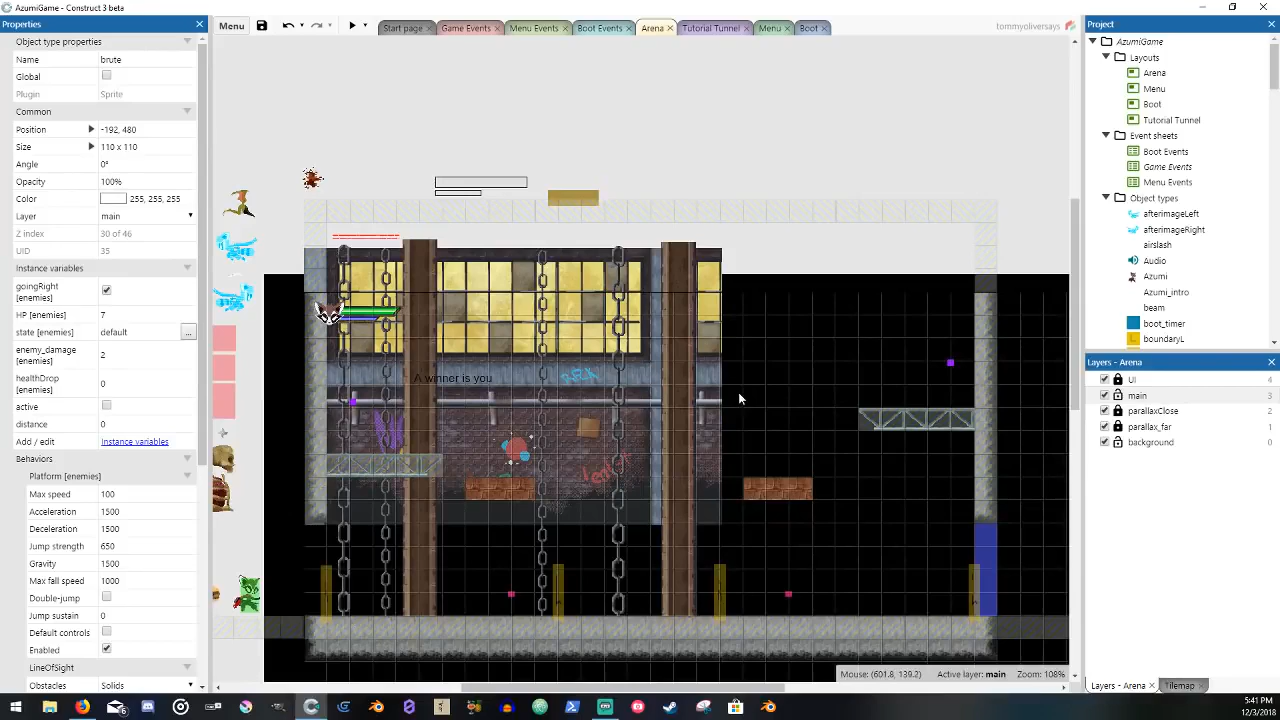 AzumiGame - Construct 3 beta
Properties
Menu
Start page
Game Events
Menu Events
Boot Events
Arena
Tutorial Tunnel
Menu
Boot
tommyoliversays
Project
Object type properties
Name brute
Global
Plugin Sprite
Common
Position -192, 480
Size 110 x 110
Angle 0°
Opacity 100%
Color 255, 255, 255
Layer main
Z index 30 of 46
UID 35
Instance variables
goingRight [enemies]
HP [enemies] 7
state [enemies] default ...
enemy_damage [enemies] 2
healthDrop [enemies] 0
active
distance 0
Add / edit Instance variables
Behaviors
Platform [enemies]
Max speed 100
Acceleration 1500
Deceleration 1500
Jump strength 650
Gravity 1500
Max fall speed 1000
Double-jump
Jump sustain 0
Default controls
Enabled
LineOfSight
Obstacles Solids
A winner is you
Mouse: (601.8, 139.2) Active layer: main Zoom: 108%
AzumiGame
Layouts
Arena
Menu
Boot
Tutorial Tunnel
Event sheets
Boot Events
Game Events
Menu Events
Object types
afterimageLeft
afterimageRight
airslash
Audio
Azumi
Azumi_intro
beam
boot_timer
boundaryL
Layers - Arena
UI 4
main 3
parallaxClose 2
parallax_far 1
background 0
Layers - Arena
Tilemap
5:41 PM
12/3/2018